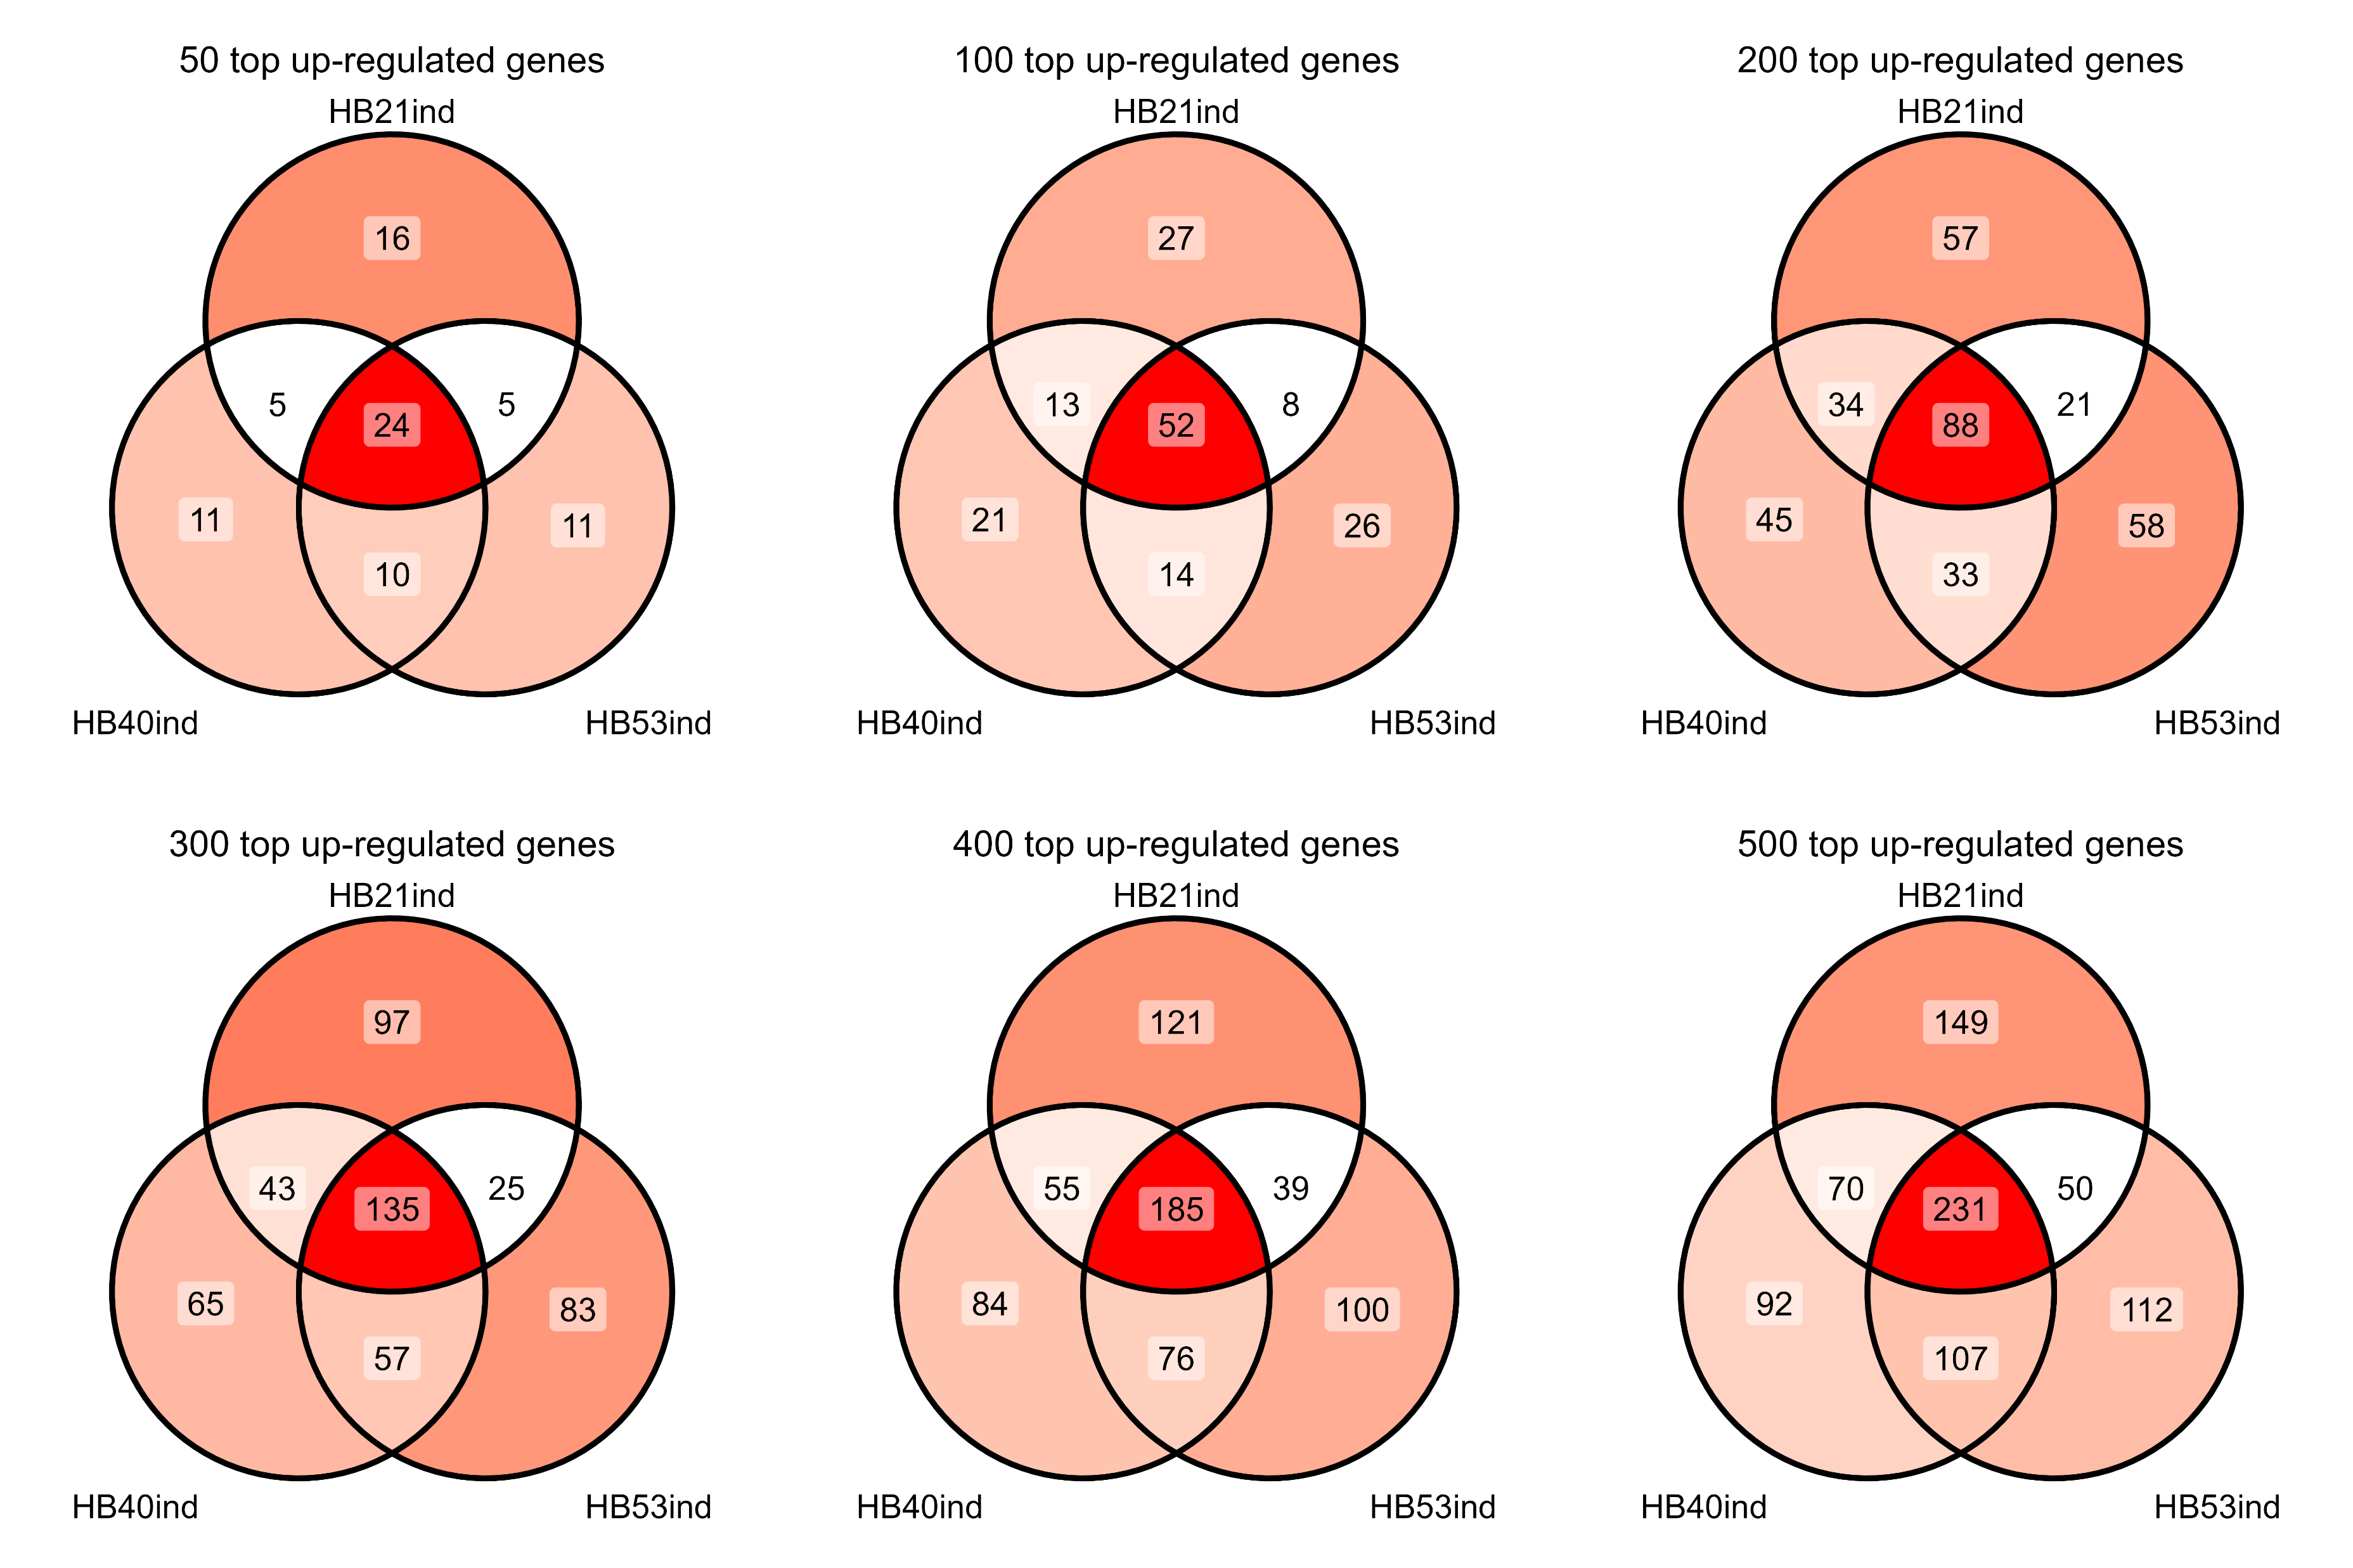 50 top up-regulated genes
HB21ind
16
5
24
5
11
10
11
HB40ind
HB53ind
100 top up-regulated genes
HB21ind
27
13
52
8
21
14
26
HB40ind
HB53ind
200 top up-regulated genes
HB21ind
57
34
88
21
45
33
58
HB40ind
HB53ind
300 top up-regulated genes
HB21ind
97
43
135
25
65
57
83
HB40ind
HB53ind
400 top up-regulated genes
HB21ind
121
55
185
39
84
76
100
HB40ind
HB53ind
500 top up-regulated genes
HB21ind
149
70
231
50
92
107
112
HB40ind
HB53ind